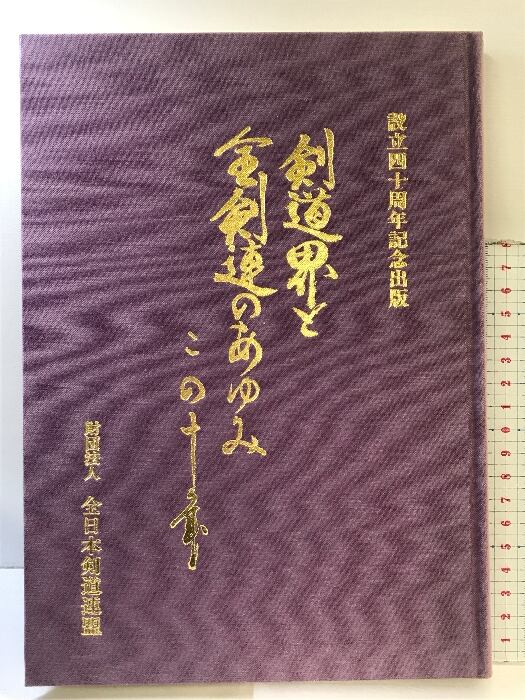 設立四十周年記念出版
剣道界と
全剣連のあゆみ
この十年
財団法人 全日本剣道連盟